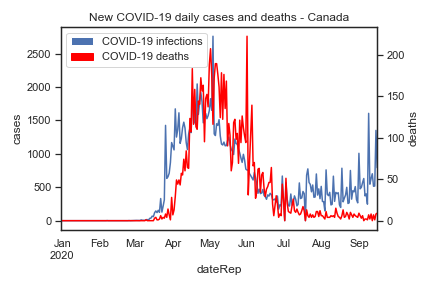 New COVID-19 daily cases and deaths - Canada
COVID-19 infections
COVID-19 deaths
2500
2000
1500
1000
500
0
cases
200
150
100
50
0
deaths
Jan Feb Mar Apr May Jun Jul Aug Sep
2020
dateRep